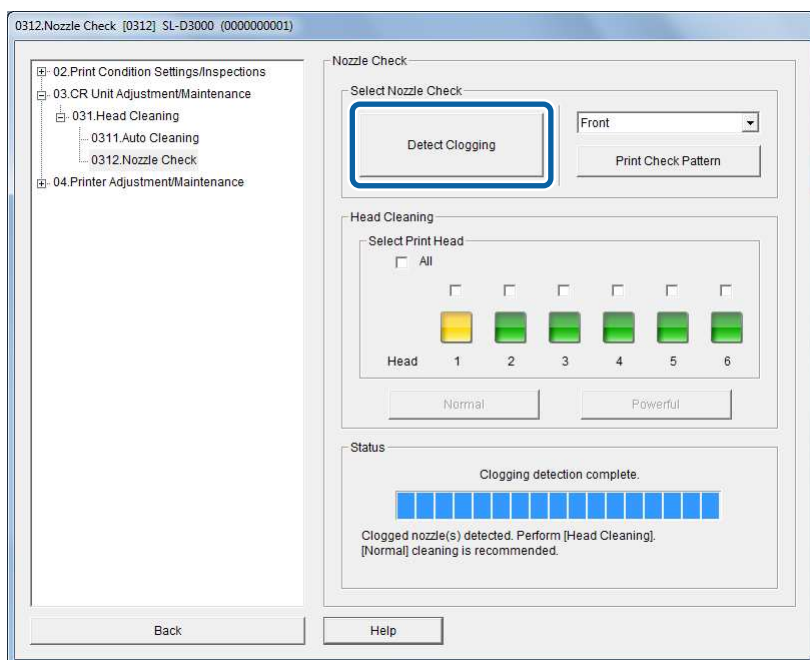 0312.Nozzle Check [0312] SL-D3000 (0000000001)
02.Print Condition Settings/Inspections
03.CR Unit Adjustment/Maintenance
031.Head Cleaning
0311.Auto Cleaning
0312.Nozzle Check
04.Printer Adjustment/Maintenance
Back
Nozzle Check
Select Nozzle Check
Detect Clogging
Front
Print Check Pattern
Head Cleaning
Select Print Head
All
Head 1 2 3 4 5 6
Normal Powerful
Status
Clogging detection complete.
Clogged nozzle(s) detected. Perform [Head Cleaning].
[Normal] cleaning is recommended.
Help